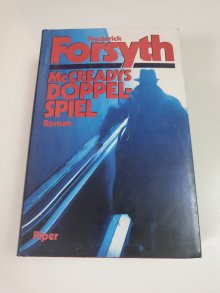 Frederick
Forsyth
McCREADYS
DOPPEL-
SPIEL
Roman
Piper